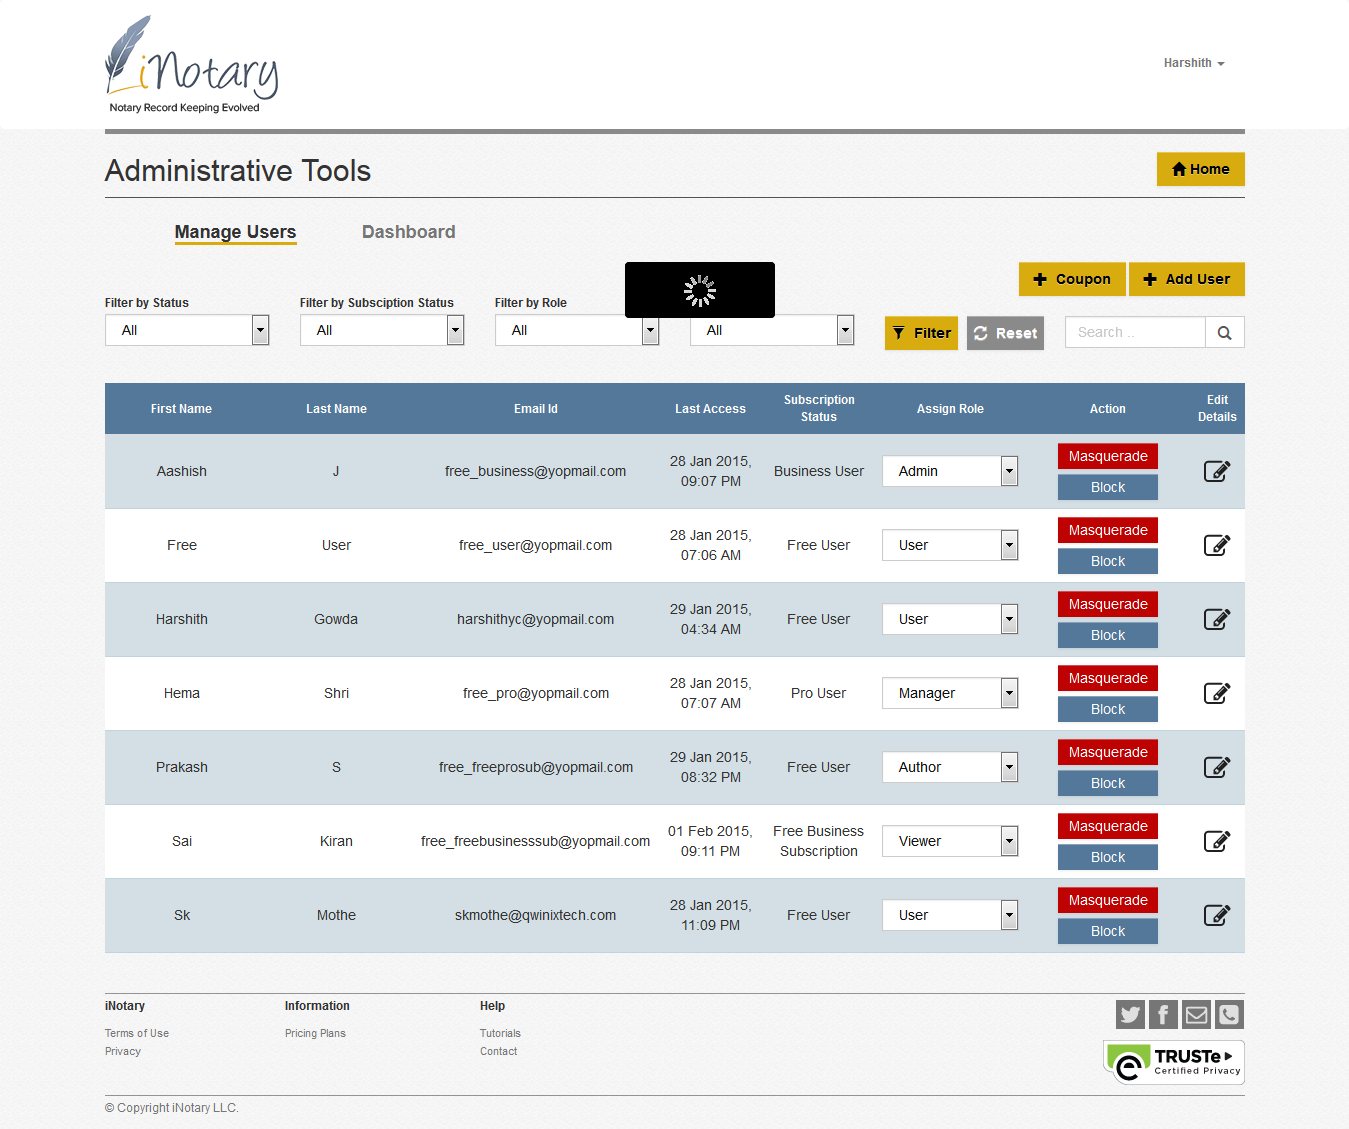 iNotary
Notary Record Keeping Evolved
Harshith
Administrative Tools
Home
Manage Users
Dashboard
Coupon
Add User
Filter by Status
Filter by Subsciption Status
Filter by Role
All
All
All
All
Filter
Reset
Search ..
First Name Last Name Email Id Last Access Subscription Status Assign Role Action Edit Details
Aashish J free_business@yopmail.com 28 Jan 2015, 09:07 PM Business User Admin Masquerade Block
Free User free_user@yopmail.com 28 Jan 2015, 07:06 AM Free User User Masquerade Block
Harshith Gowda harshithyc@yopmail.com 29 Jan 2015, 04:34 AM Free User User Masquerade Block
Hema Shri free_pro@yopmail.com 28 Jan 2015, 07:07 AM Pro User Manager Masquerade Block
Prakash S free_freeprosub@yopmail.com 29 Jan 2015, 08:32 PM Free User Author Masquerade Block
Sai Kiran free_freebusinesssub@yopmail.com 01 Feb 2015, 09:11 PM Free Business Subscription Viewer Masquerade Block
Sk Mothe skmothe@qwinixtech.com 28 Jan 2015, 11:09 PM Free User User Masquerade Block
iNotary
Terms of Use
Privacy
Information
Pricing Plans
Help
Tutorials
Contact
TRUSTe
Certified Privacy
© Copyright iNotary LLC.